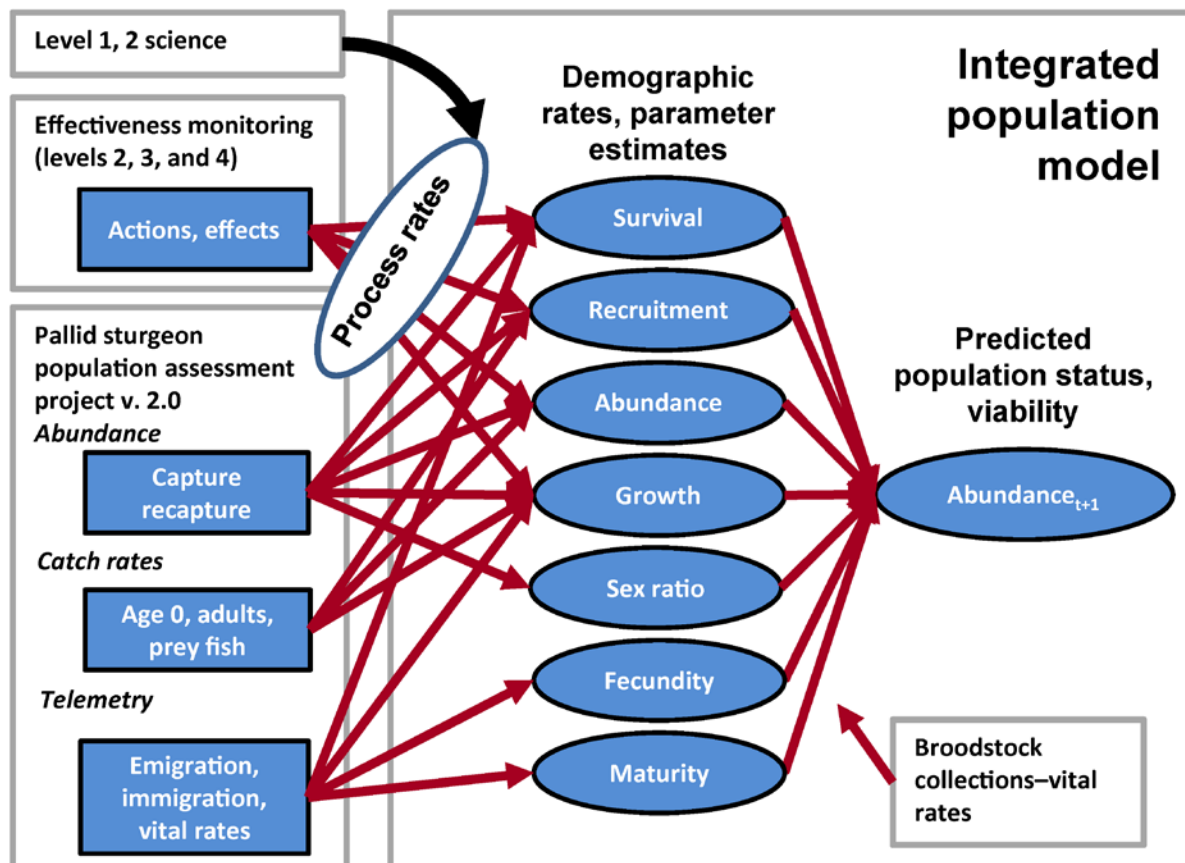 Level 1, 2 science
Effectiveness monitoring
(levels 2, 3, and 4)
Actions, effects
Pallid sturgeon
population assessment
project v. 2.0
Abundance
Capture
recapture
Catch rates
Age 0, adults,
prey fish
Telemetry
Emigration,
immigration,
vital rates
Process rates
Demographic
rates, parameter
estimates
Survival
Recruitment
Abundance
Growth
Sex ratio
Fecundity
Maturity
Integrated
population
model
Predicted
population status,
viability
Abundance t+1
Broodstock
collections–vital
rates